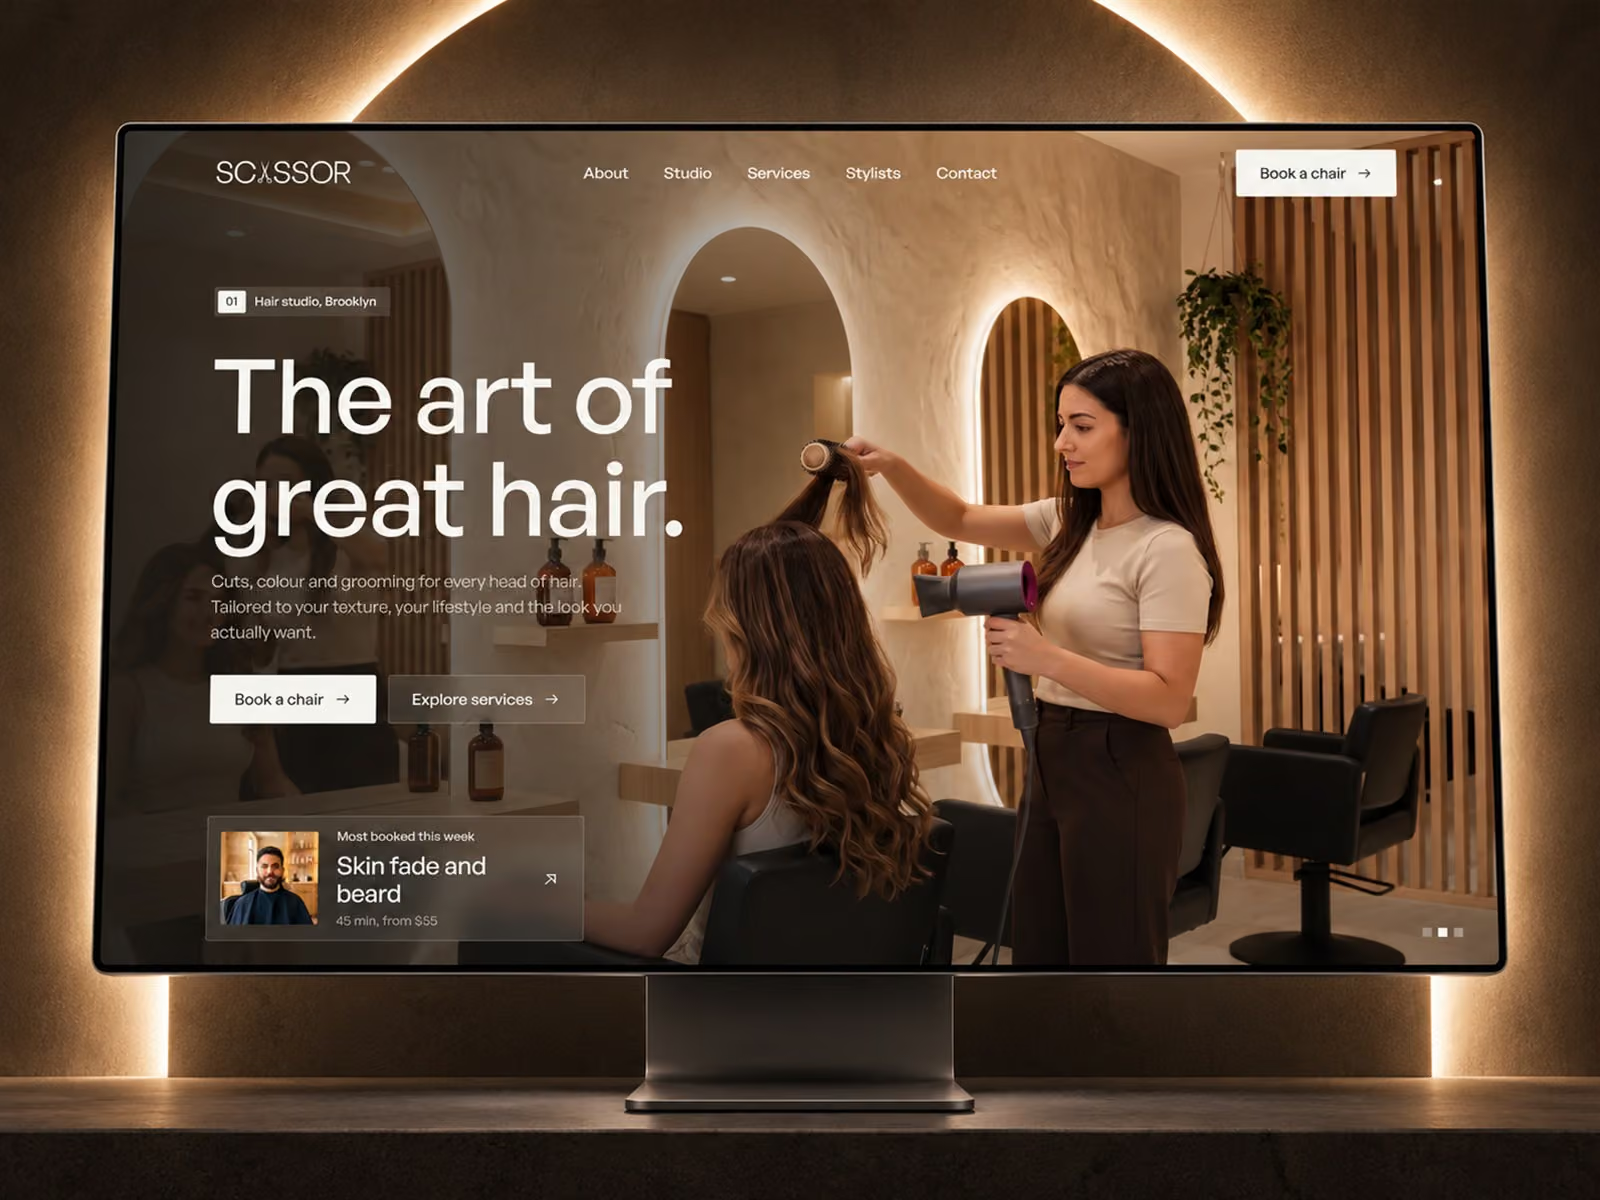 SCISSOR
About
Studio
Services
Stylists
Contact
Book a chair
01
Hair studio, Brooklyn
The art of
great hair.
Cuts, colour and grooming for every head of hair.
Tailored to your texture, your lifestyle and the look you
actually want.
Book a chair
Explore services
Most booked this week
Skin fade and
beard
45 min, from $55